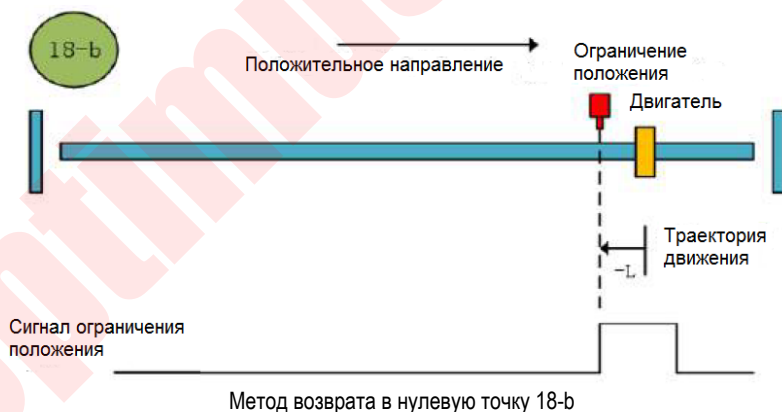 18-b
Положительное направление
Ограничение
положения
Двигатель
Траектория
движения
-L
Сигнал ограничения
положения
Метод возврата в нулевую точку 18-b